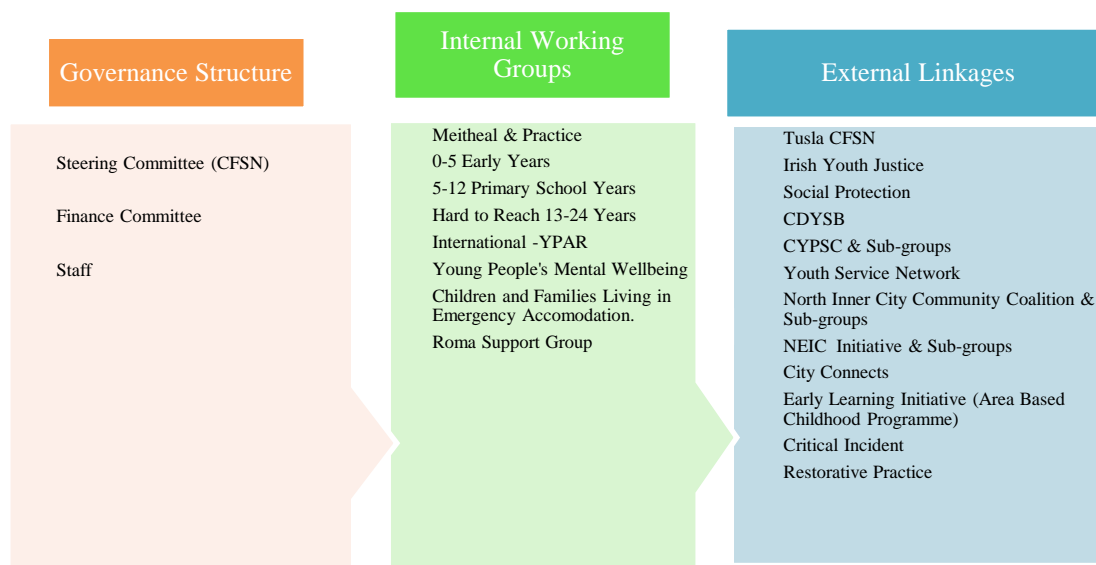 Governance Structure
Steering Committee (CFSN)
Finance Committee
Staff
Internal Working
Groups
Meitheal & Practice
0-5 Early Years
5-12 Primary School Years
Hard to Reach 13-24 Years
International -YPAR
Young People's Mental Wellbeing
Children and Families Living in
Emergency Accomodation.
Roma Support Group
External Linkages
Tusla CFSN
Irish Youth Justice
Social Protection
CDYSB
CYPSC & Sub-groups
Youth Service Network
North Inner City Community Coalition &
Sub-groups
NEIC Initiative & Sub-groups
City Connects
Early Learning Initiative (Area Based
Childhood Programme)
Critical Incident
Restorative Practice